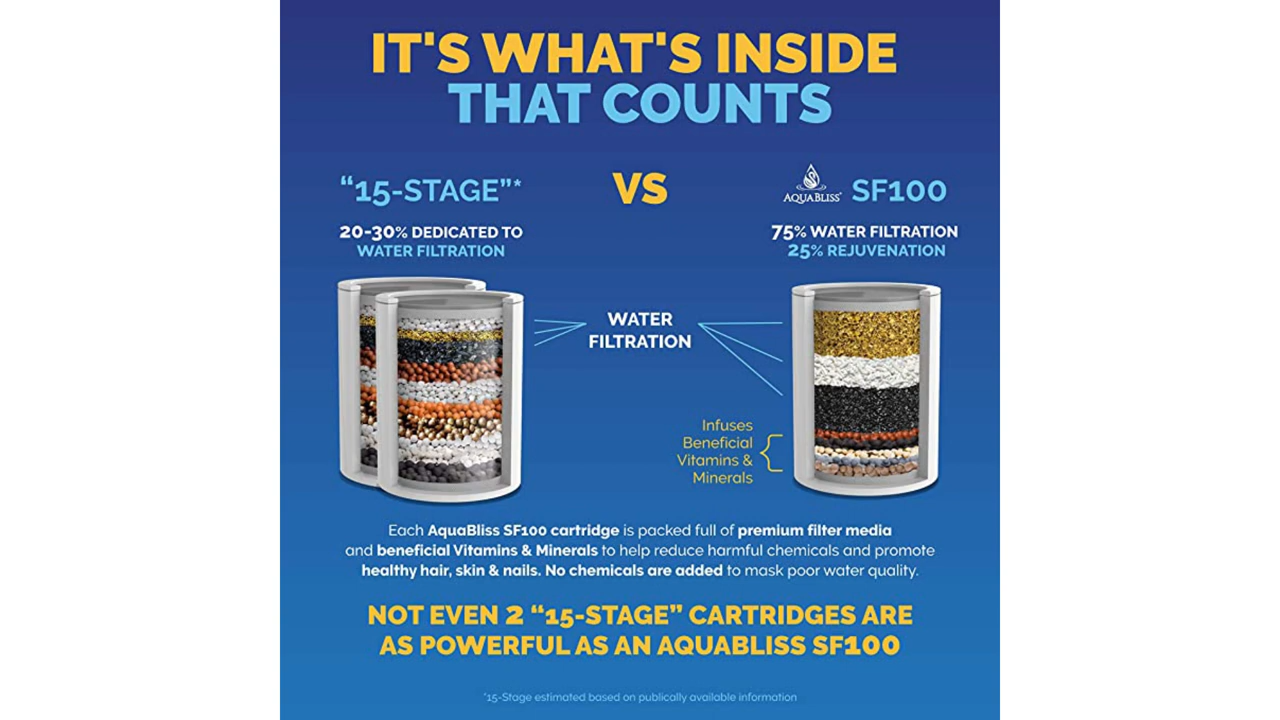 IT'S WHAT'S INSIDE
THAT COUNTS
“15-STAGE”*
20-30% DEDICATED TO
WATER FILTRATION
VS
AQUABLISS
SF100
75% WATER FILTRATION
25% REJUVENATION
WATER
FILTRATION
Infuses
Beneficial
Vitamins &
Minerals
Each AquaBliss SF100 cartridge is packed full of premium filter media
and beneficial Vitamins & Minerals to help reduce harmful chemicals and promote
healthy hair, skin & nails. No chemicals are added to mask poor water quality.
NOT EVEN 2 “15-STAGE” CARTRIDGES ARE
AS POWERFUL AS AN AQUABLISS SF100
*15-Stage estimated based on publically available information